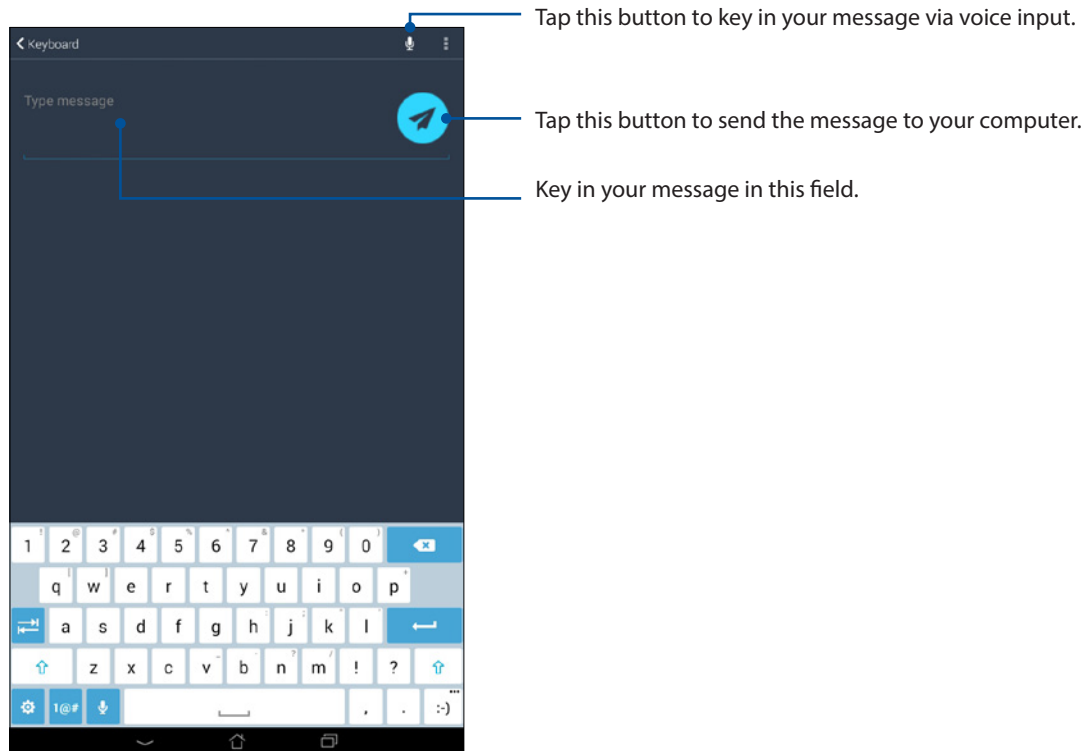 Tap this button to key in your message via voice input.
Keyboard
Type message
Tap this button to send the message to your computer.
Key in your message in this field.
1 2 3 4 5 6 7 8 9 0
q w e r t y u i o p
a s d f g h j k l
z x c v b n m ! ?
1@# , . :-)